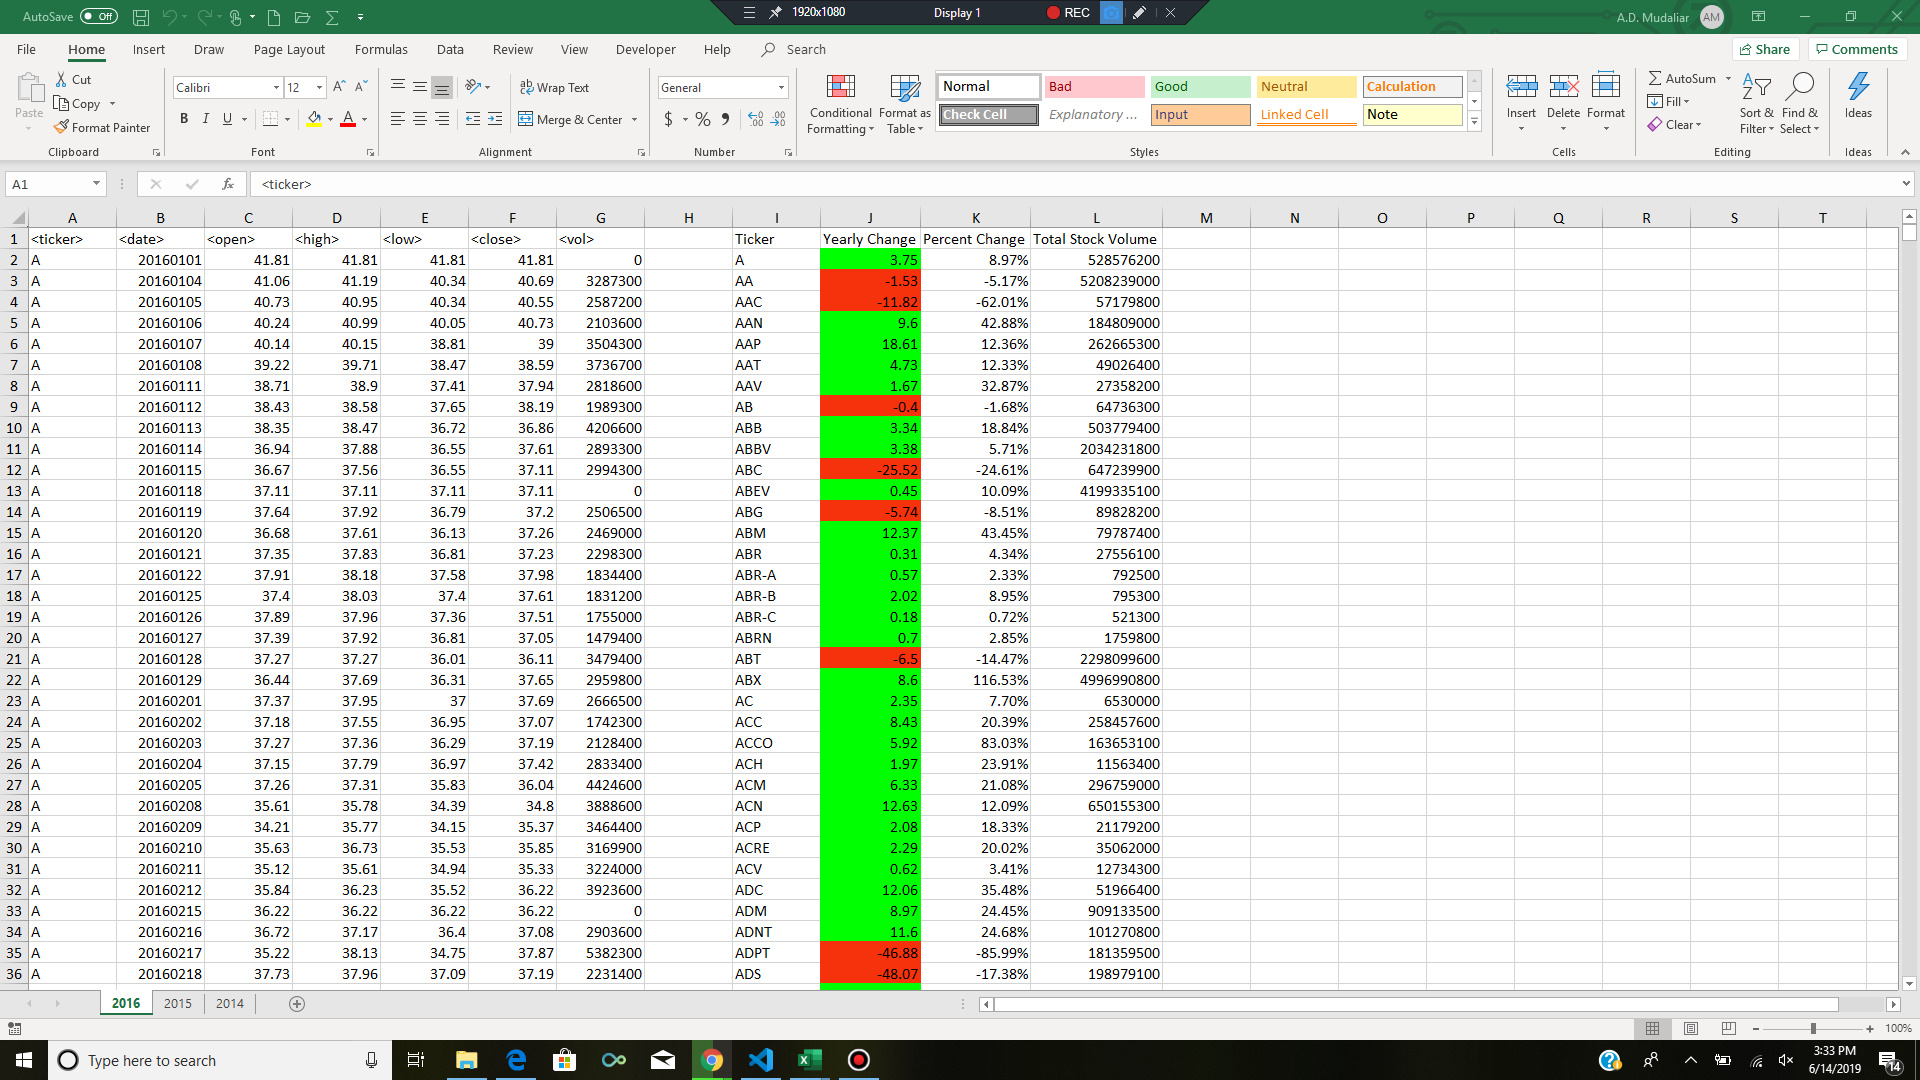 AutoSave Off 1920x1080 Display 1 REC A.D. Mudaliar AM
File Home Insert Draw Page Layout Formulas Data Review View Developer Help Search Share Comments
Paste Cut Copy Format Painter Clipboard
Calibri 12 B I U A Font
Wrap Text Merge & Center Alignment
General $ % Number
Conditional Formatting Format as Table
Normal Bad Good Neutral Calculation
Check Cell Explanatory ... Input Linked Cell Note
Styles
Insert Delete Format Cells
AutoSum Fill Clear Sort & Filter Find & Select Editing
Ideas Ideas
A1 fx <ticker>
A B C D E F G H I J K L M N O P Q R S T
1 <ticker> <date> <open> <high> <low> <close> <vol> Ticker Yearly Change Percent Change Total Stock Volume
2 A 20160101 41.81 41.81 41.81 41.81 0 A 3.75 8.97% 528576200
3 A 20160104 41.06 41.19 40.34 40.69 3287300 AA -1.53 -5.17% 5208239000
4 A 20160105 40.73 40.95 40.34 40.55 2587200 AAC -11.82 -62.01% 57179800
5 A 20160106 40.24 40.99 40.05 40.73 2103600 AAN 9.6 42.88% 184809000
6 A 20160107 40.14 40.15 38.81 39 3504300 AAP 18.61 12.36% 262665300
7 A 20160108 39.22 39.71 38.47 38.59 3736700 AAT 4.73 12.33% 49026400
8 A 20160111 38.71 38.9 37.41 37.94 2818600 AAV 1.67 32.87% 27358200
9 A 20160112 38.43 38.58 37.65 38.19 1989300 AB -0.4 -1.68% 64736300
10 A 20160113 38.35 38.47 36.72 36.86 4206600 ABB 3.34 18.84% 503779400
11 A 20160114 36.94 37.88 36.55 37.61 2893300 ABBV 3.38 5.71% 2034231800
12 A 20160115 36.67 37.56 36.55 37.11 2994300 ABC -25.52 -24.61% 647239900
13 A 20160118 37.11 37.11 37.11 37.11 0 ABEV 0.45 10.09% 4199335100
14 A 20160119 37.64 37.92 36.79 37.2 2506500 ABG -5.74 -8.51% 89828200
15 A 20160120 36.68 37.61 36.13 37.26 2469000 ABM 12.37 43.45% 79787400
16 A 20160121 37.35 37.83 36.81 37.23 2298300 ABR 0.31 4.34% 27556100
17 A 20160122 37.91 38.18 37.58 37.98 1834400 ABR-A 0.57 2.33% 792500
18 A 20160125 37.4 38.03 37.4 37.61 1831200 ABR-B 2.02 8.95% 795300
19 A 20160126 37.89 37.96 37.36 37.51 1755000 ABR-C 0.18 0.72% 521300
20 A 20160127 37.39 37.92 36.81 37.05 1479400 ABRN 0.7 2.85% 1759800
21 A 20160128 37.27 37.27 36.01 36.11 3479400 ABT -6.5 -14.47% 2298099600
22 A 20160129 36.44 37.69 36.31 37.65 2959800 ABX 8.6 116.53% 4996990800
23 A 20160201 37.37 37.95 37 37.69 2666500 AC 2.35 7.70% 6530000
24 A 20160202 37.18 37.55 36.95 37.07 1742300 ACC 8.43 20.39% 258457600
25 A 20160203 37.27 37.36 36.29 37.19 2128400 ACCO 5.92 83.03% 163653100
26 A 20160204 37.15 37.79 36.97 37.42 2833400 ACH 1.97 23.91% 11563400
27 A 20160205 37.26 37.31 35.83 36.04 4424600 ACM 6.33 21.08% 296759000
28 A 20160208 35.61 35.78 34.39 34.8 3888600 ACN 12.63 12.09% 650155300
29 A 20160209 34.21 35.77 34.15 35.37 3464400 ACP 2.08 18.33% 21179200
30 A 20160210 35.63 36.73 35.53 35.85 3169900 ACRE 2.29 20.02% 35062000
31 A 20160211 35.12 35.61 34.94 35.33 3224000 ACV 0.62 3.41% 12734300
32 A 20160212 35.84 36.23 35.52 36.22 3923600 ADC 12.06 35.48% 51966400
33 A 20160215 36.22 36.22 36.22 36.22 0 ADM 8.97 24.45% 909133500
34 A 20160216 36.72 37.17 36.4 37.08 2903600 ADNT 11.6 24.68% 101270800
35 A 20160217 35.22 38.13 34.75 37.87 5382300 ADPT -46.88 -85.99% 181359500
36 A 20160218 37.73 37.96 37.09 37.19 2231400 ADS -48.07 -17.38% 198979100
2016 2015 2014
100%
Type here to search
3:33 PM
6/14/2019
14